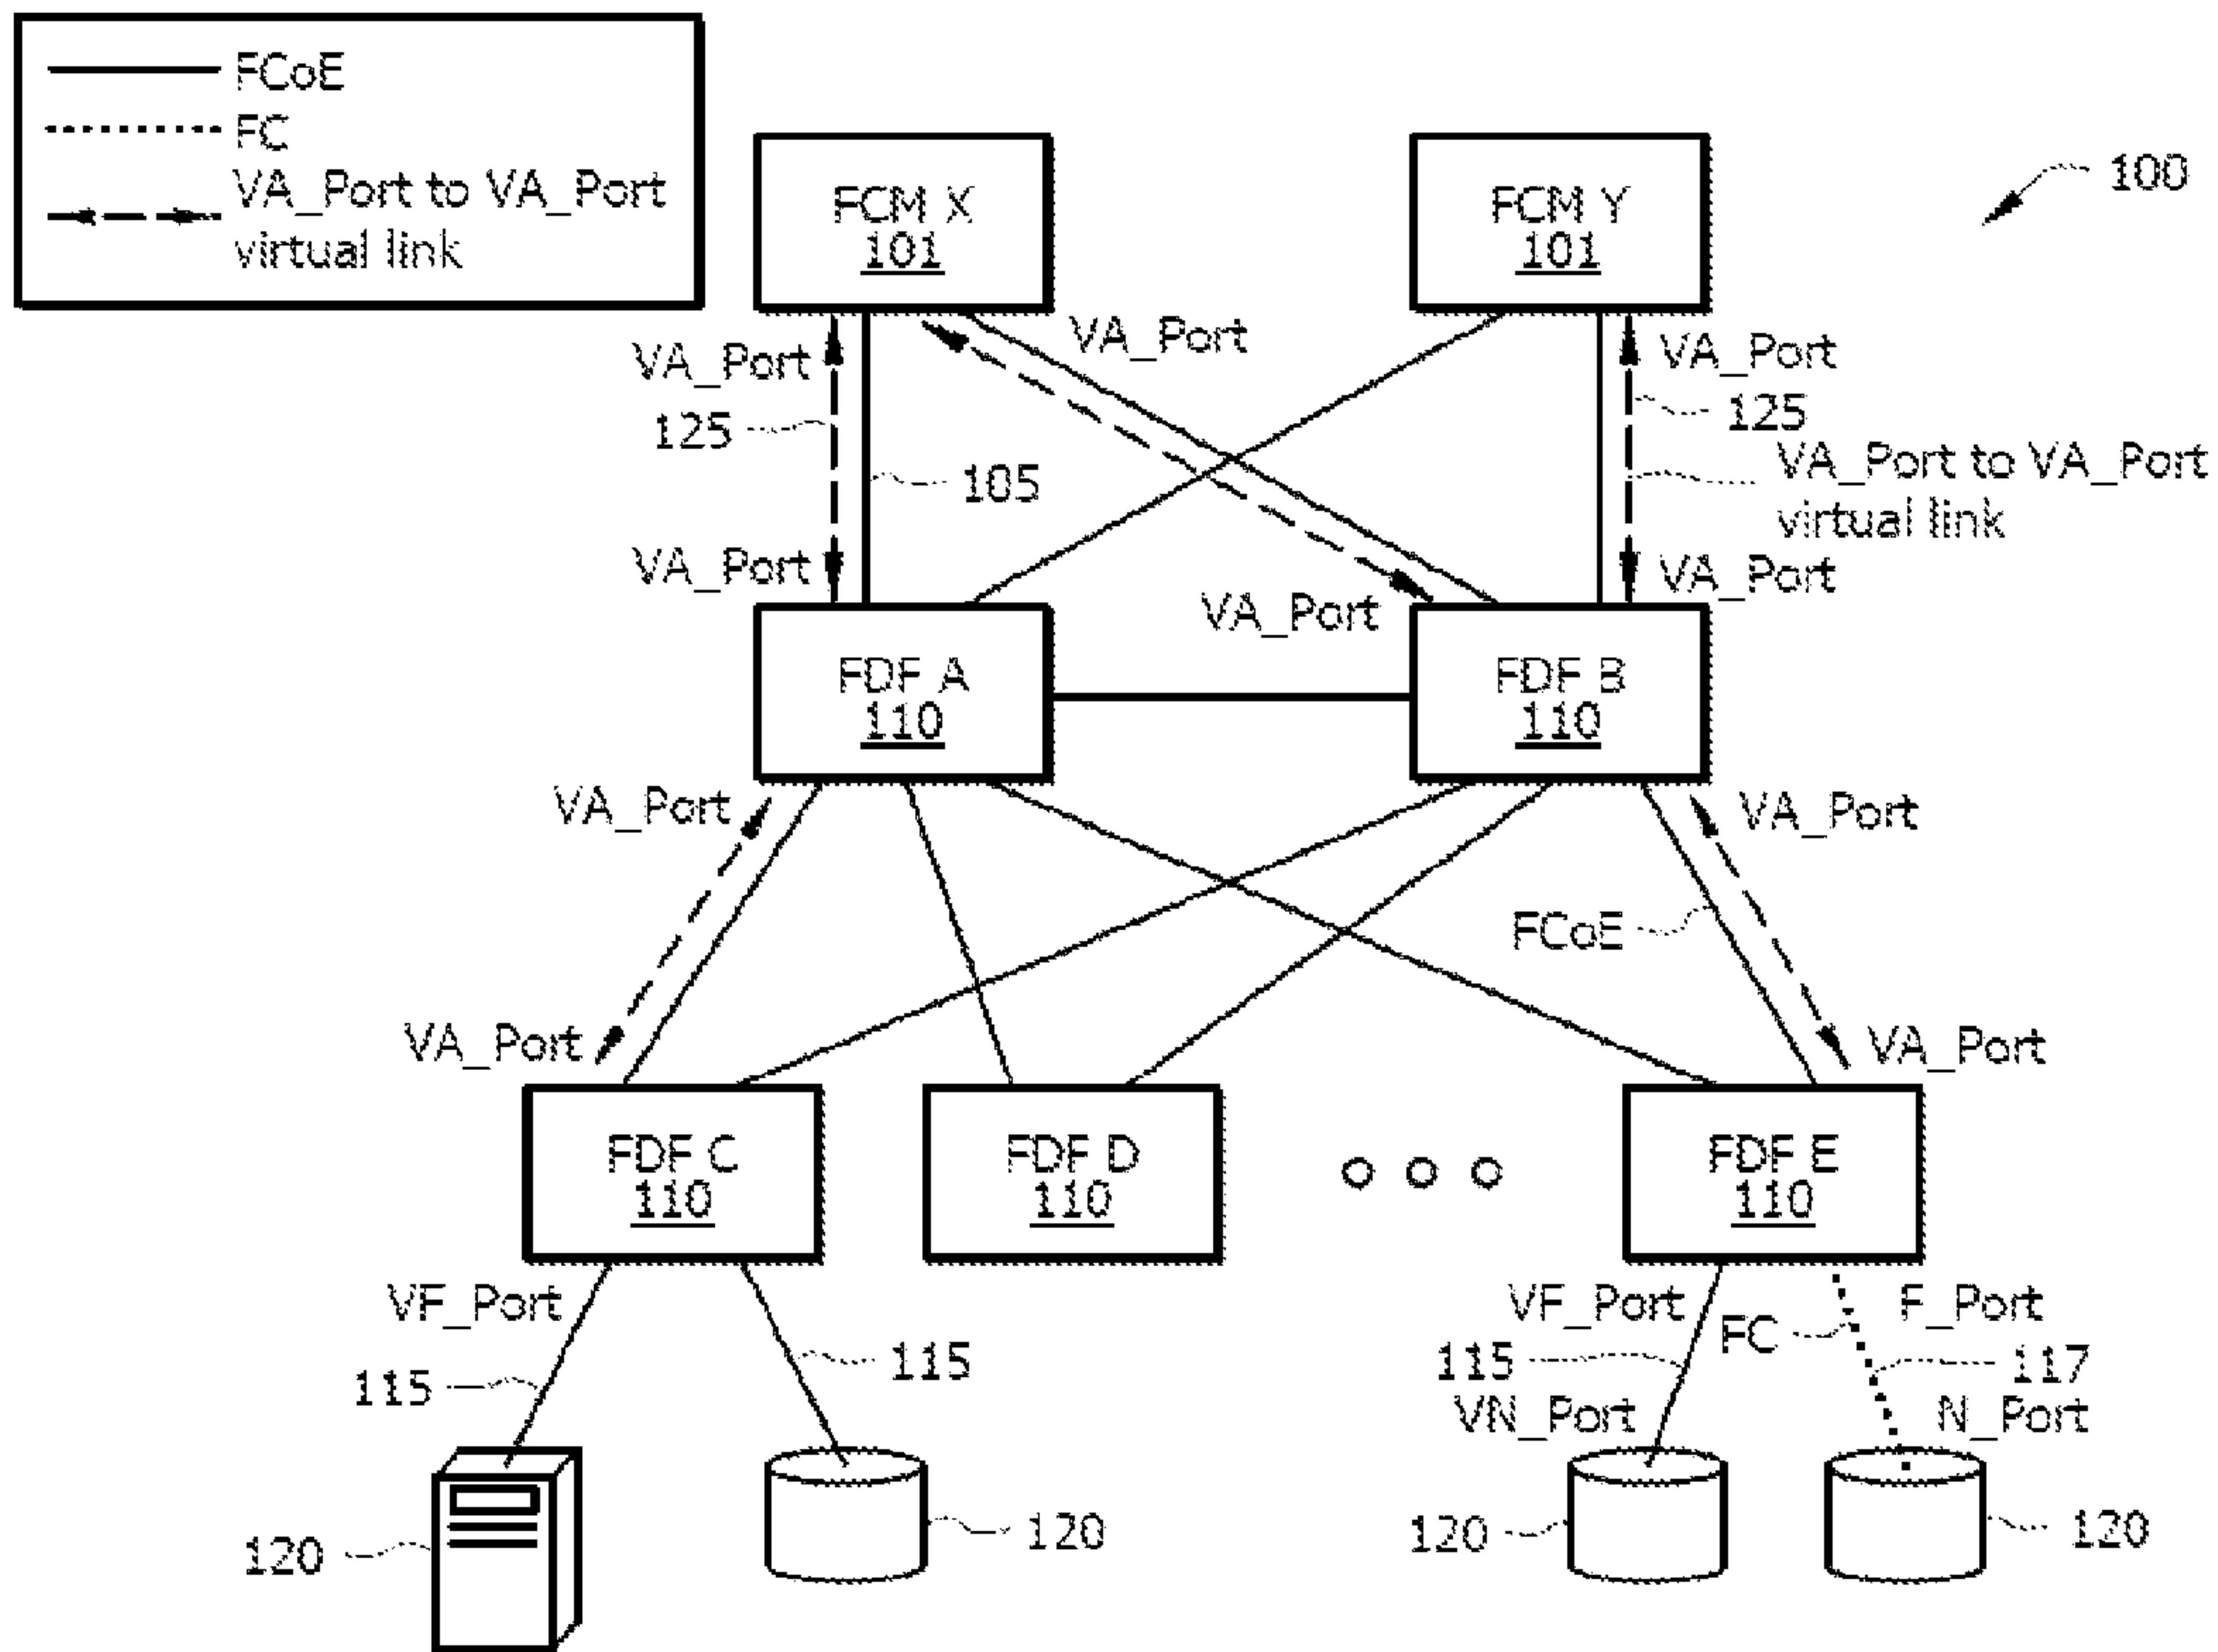 FCoE
FC
VA_Port to VA_Port
virtual link
FCM X
101
FCM Y
101
100
VA_Port
VA_Port
VA_Port
125
125
105
VA_Port to VA_Port
virtual link
VA_Port
VA_Port
VA_Port
FDF A
110
FDF B
110
VA_Port
VA_Port
FCoE
VA_Port
VA_Port
FDF C
110
FDF D
110
FDF E
110
VF_Port
VF_Port
F_Port
FC
115
115
115
117
VN_Port
N_Port
120
120
120
120